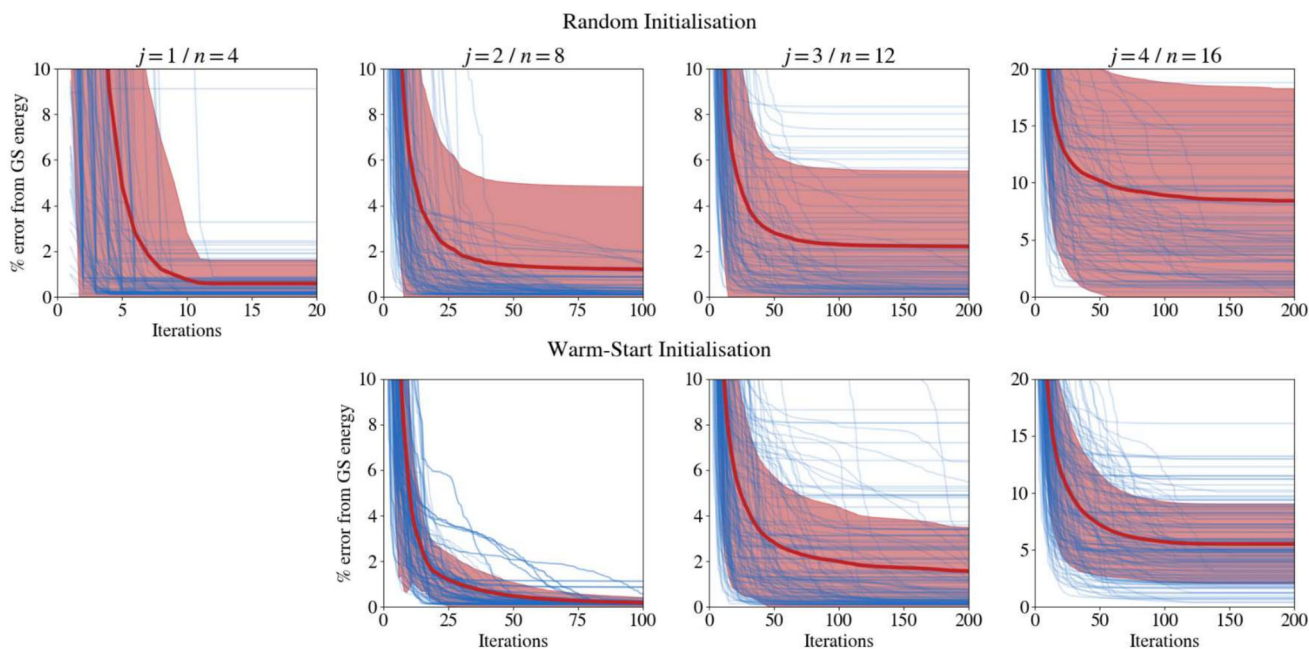 Random Initialisation
j = 1 / n = 4
j = 2 / n = 8
j = 3 / n = 12
j = 4 / n = 16
% error from GS energy
10
8
6
4
2
0
0 5 10 15 20
Iterations
10
8
6
4
2
0
0 25 50 75 100
10
8
6
4
2
0
0 50 100 150 200
20
15
10
5
0
0 50 100 150 200
Warm-Start Initialisation
% error from GS energy
10
8
6
4
2
0
0 25 50 75 100
Iterations
10
8
6
4
2
0
0 50 100 150 200
Iterations
20
15
10
5
0
0 50 100 150 200
Iterations